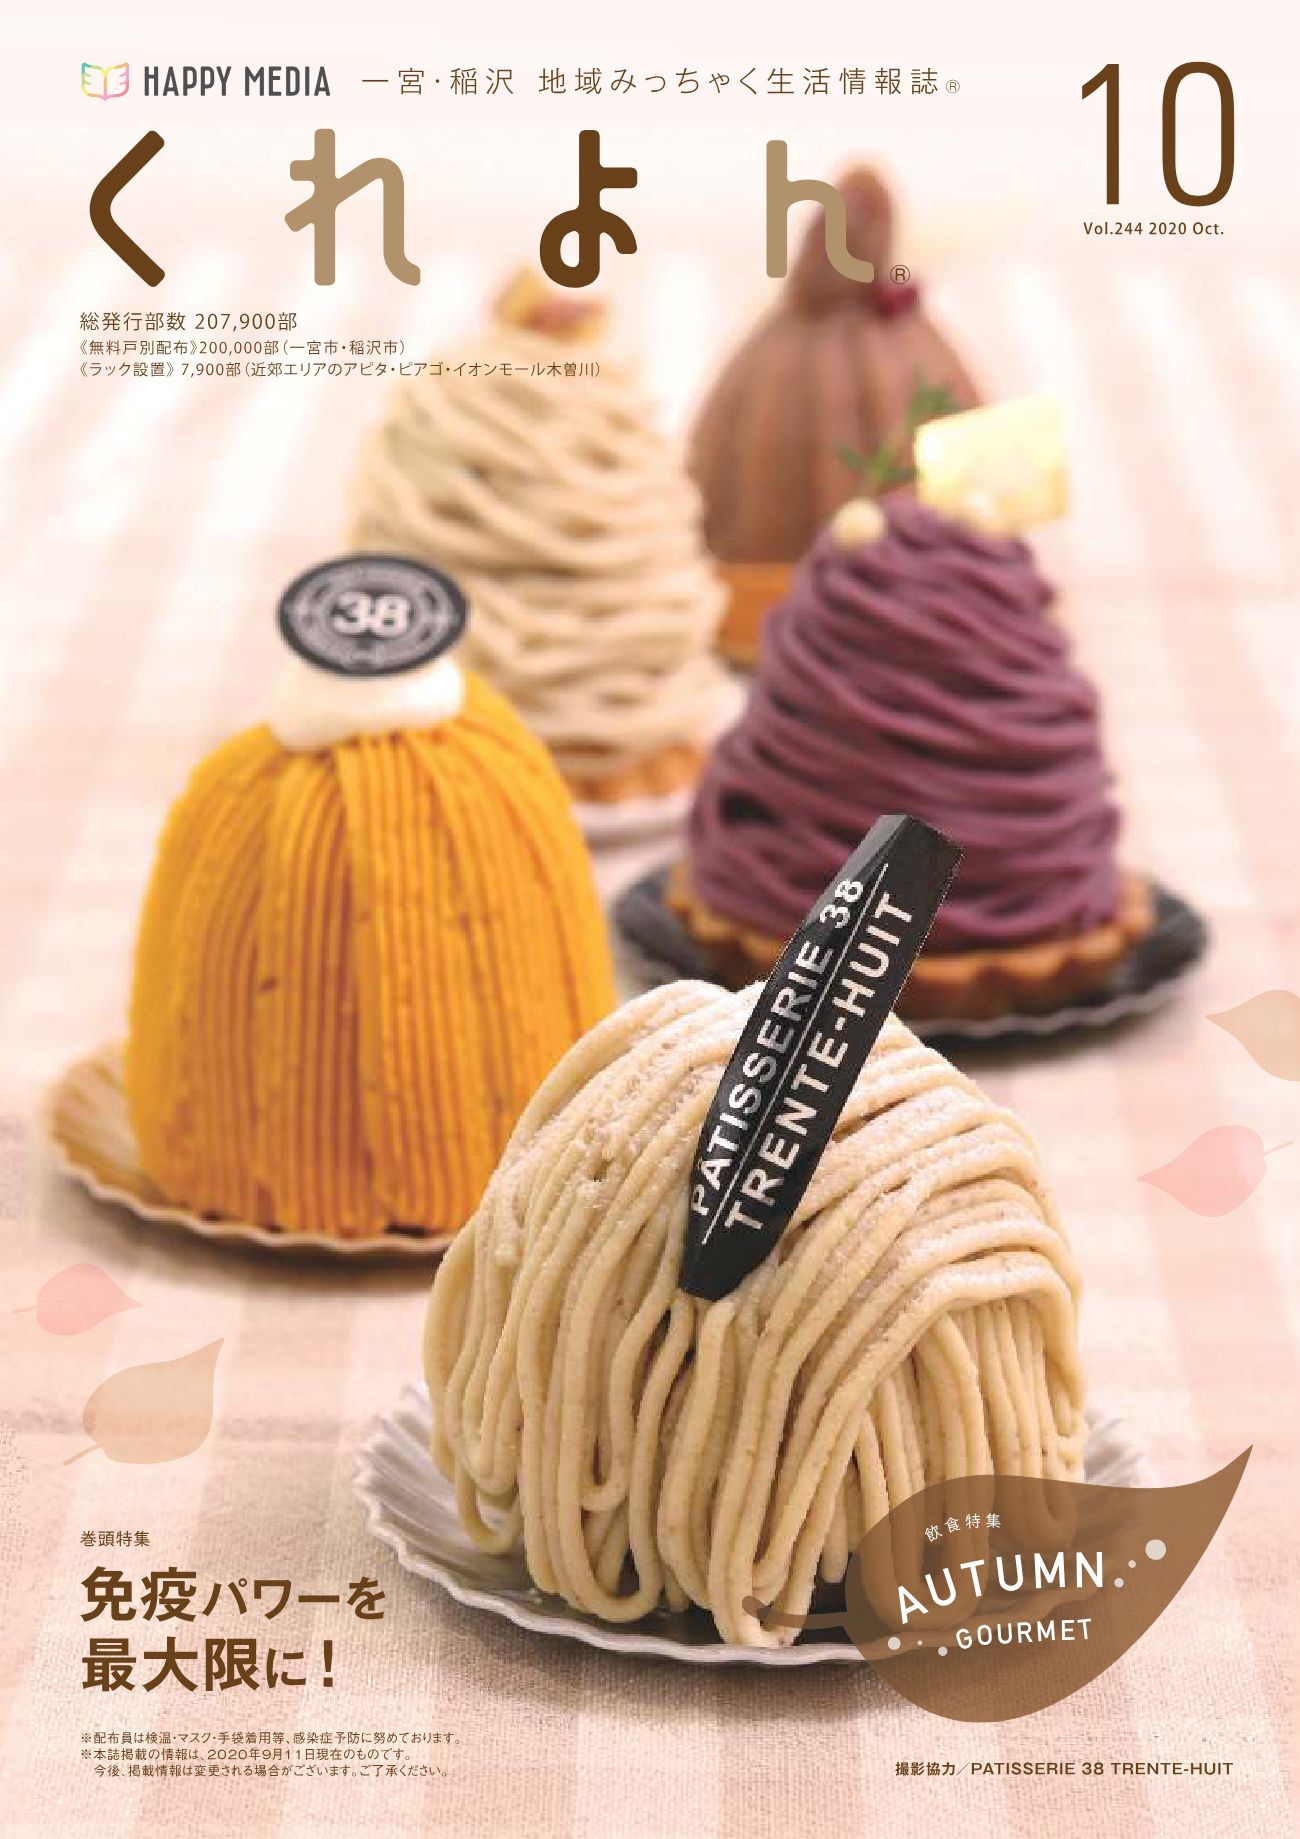 HAPPY MEDIA 一宮・稲沢 地域みっちゃく生活情報誌®
10
くれよん®
Vol.244 2020 Oct.
総発行部数 207,900部
《無料戸別配布》200,000部（一宮市・稲沢市）
《ラック設置》 7,900部（近郊エリアのアピタ・ピアゴ・イオンモール木曽川）
38
PATISSERIE 38
TRENTE-HUIT
巻頭特集
免疫パワーを
最大限に！
飲食特集
AUTUMN
GOURMET
※配布員は検温・マスク・手袋着用等、感染症予防に努めております。
※本誌掲載の情報は、2020年9月11日現在のものです。
今後、掲載情報は変更される場合がございます。ご了承ください。
撮影協力／PATISSERIE 38 TRENTE-HUIT